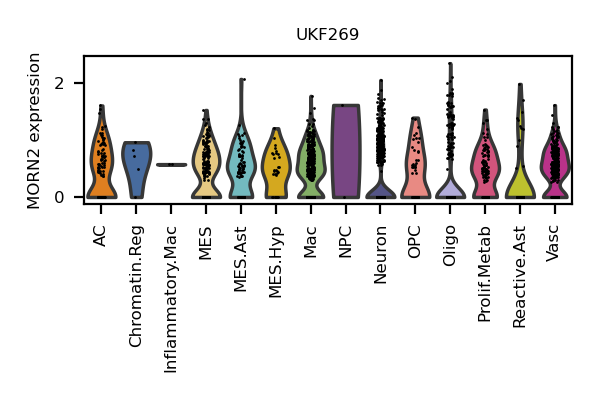 UKF269
MORN2 expression
2
0
AC
Chromatin.Reg
Inflammatory.Mac
MES
MES.Ast
MES.Hyp
Mac
NPC
Neuron
OPC
Oligo
Prolif.Metab
Reactive.Ast
Vasc